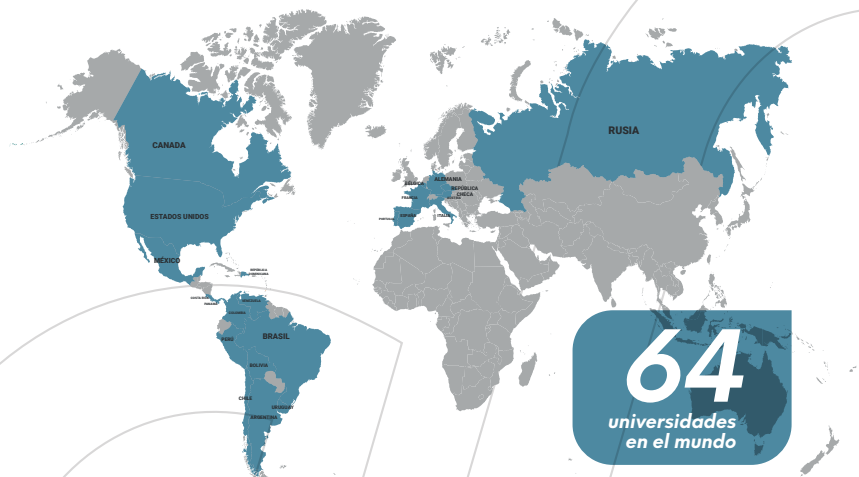 CANADA
RUSIA
ALEMANIA
BÉLGICA
REPÚBLICA
CHECA
FRANCIA
ESTADOS UNIDOS
PORTUGAL
ESPAÑA
ITALIA
MÉXICO
REPÚBLICA
DOMINICANA
COSTA RICA
PANAMÁ
VENEZUELA
COLOMBIA
PERÚ
BRASIL
BOLIVIA
CHILE
URUGUAY
ARGENTINA
64
universidades
en el mundo